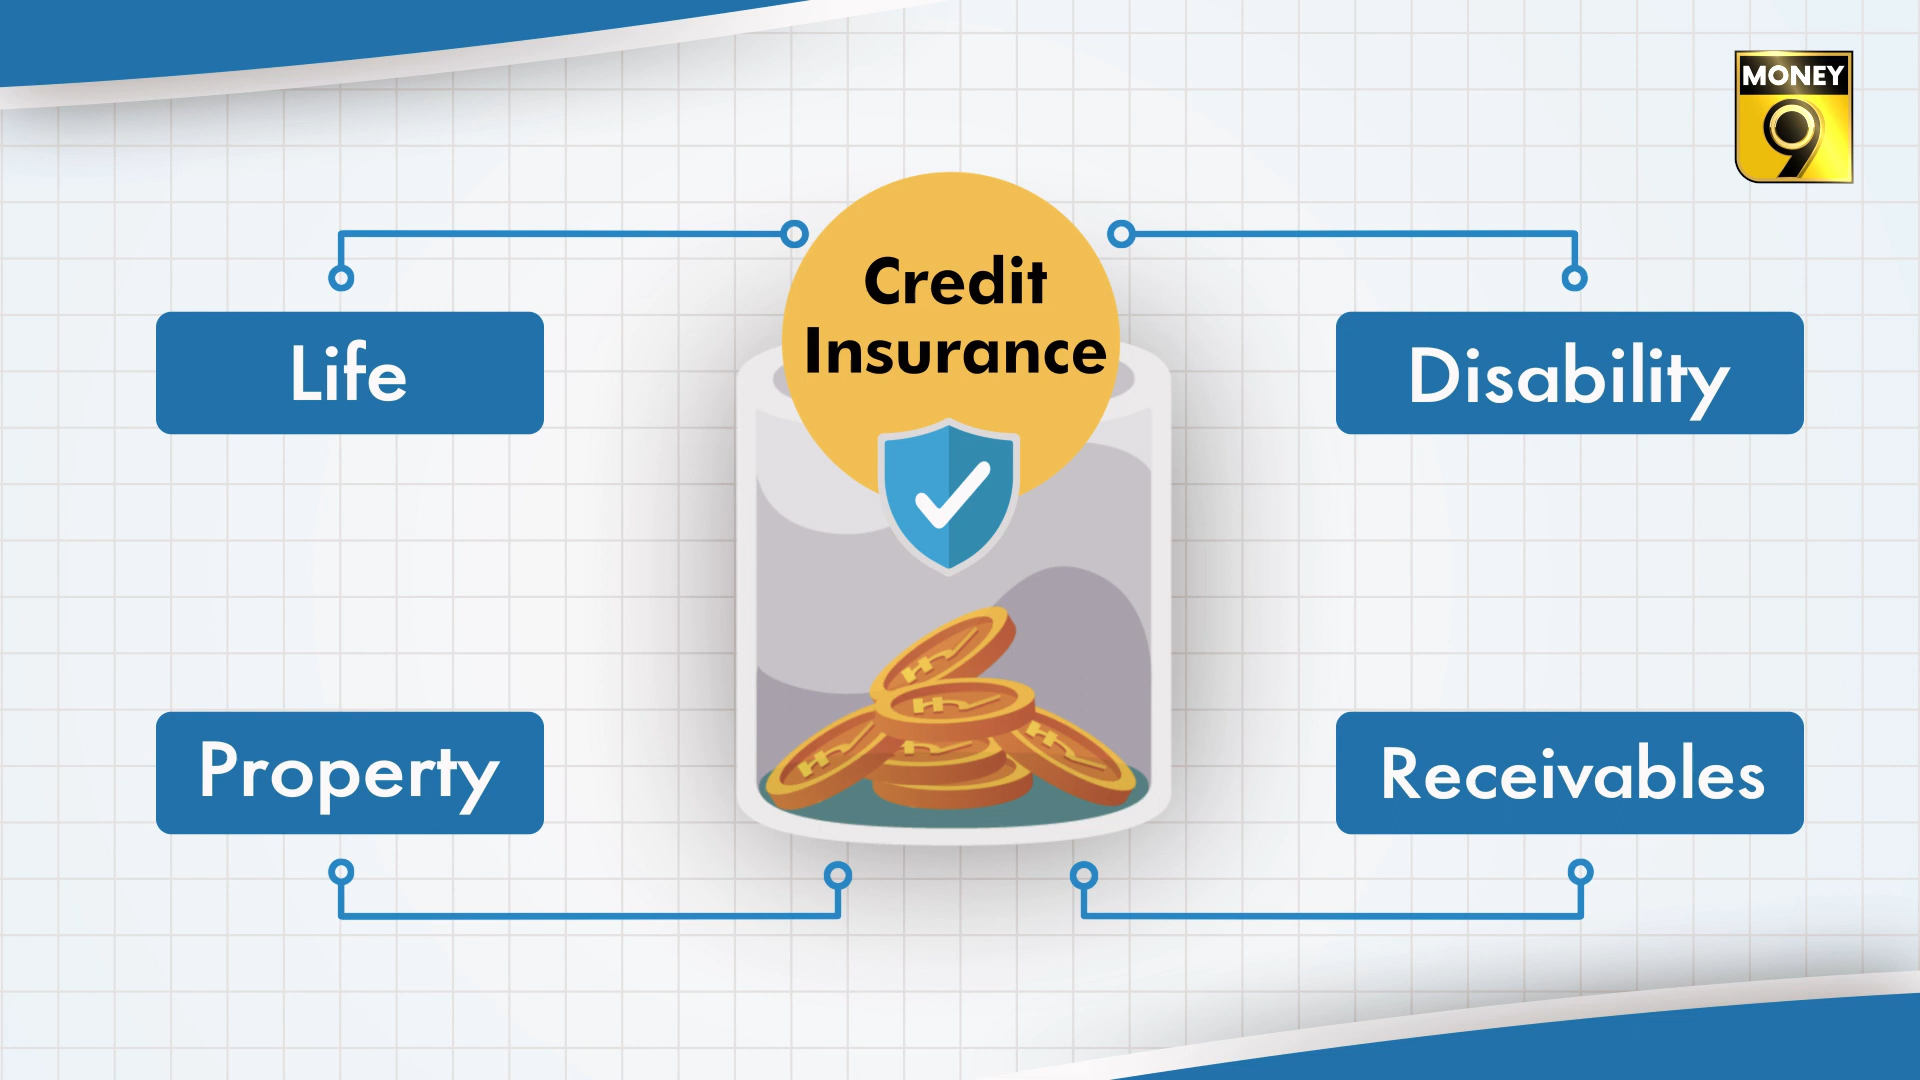 MONEY
9
Credit
Insurance
Life
Disability
Property
Receivables